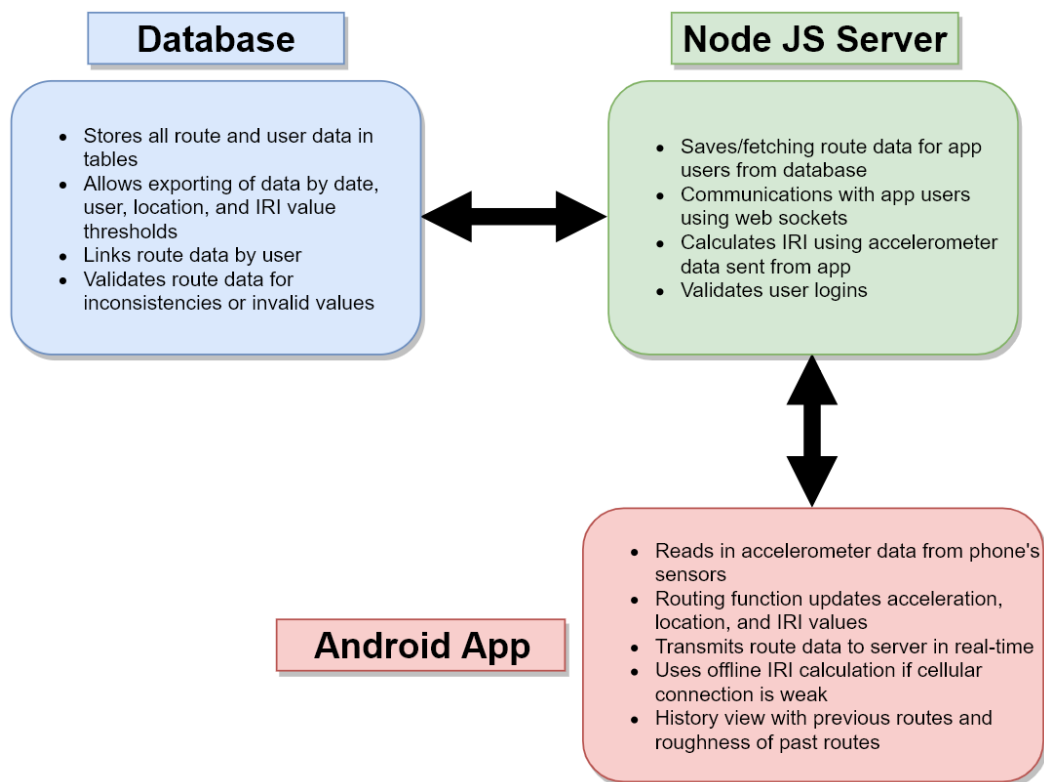 Database
• Stores all route and user data in
tables
• Allows exporting of data by date,
user, location, and IRI value
thresholds
• Links route data by user
• Validates route data for
inconsistencies or invalid values
Node JS Server
• Saves/fetching route data for app
users from database
• Communications with app users
using web sockets
• Calculates IRI using accelerometer
data sent from app
• Validates user logins
Android App
• Reads in accelerometer data from phone's
sensors
• Routing function updates acceleration,
location, and IRI values
• Transmits route data to server in real-time
• Uses offline IRI calculation if cellular
connection is weak
• History view with previous routes and
roughness of past routes